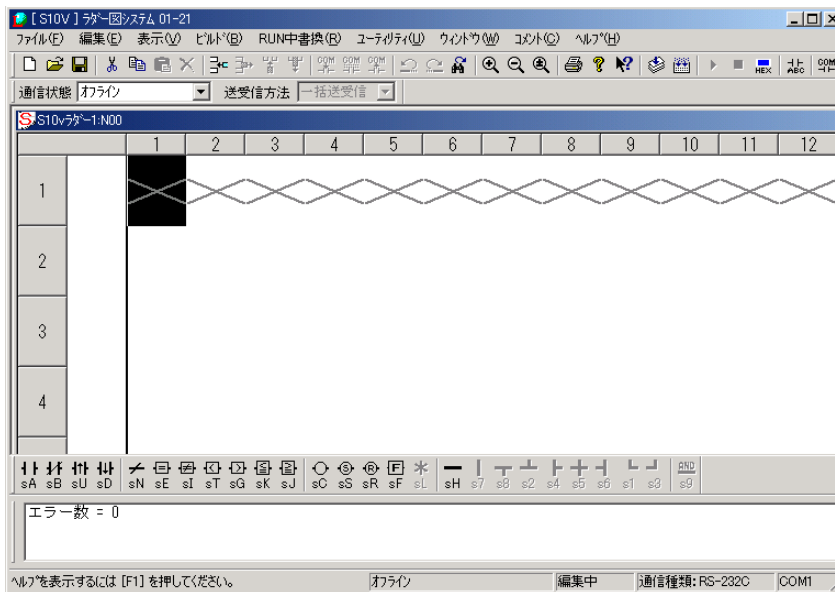 [ S10V ] ﾗﾀﾞｰ図ｼｽﾃﾑ 01-21
ﾌｧｲﾙ(F) 編集(E) 表示(V) ﾋﾞﾙﾄﾞ(B) RUN中書換(R) ﾕｰﾃｨﾘﾃｨ(U) ｳｨﾝﾄﾞｳ(W) ｺﾒﾝﾄ(C) ﾍﾙﾌﾟ(H)
COM COM COM HEX ABC COM
通信状態 ｵﾌﾗｲﾝ 送受信方法 一括送受信
S10vﾗﾀﾞｰ1:N00
1 2 3 4 5 6 7 8 9 10 11 12
1
2
3
4
S R F AND
sA sB sU sD sN sE sI sT sG sK sJ sC sS sR sF sL sH s7 s8 s2 s4 s5 s6 s1 s3 s9
エラー数 = 0
ﾍﾙﾌﾟを表示するには [F1] を押してください。 ｵﾌﾗｲﾝ 編集中 通信種類: RS-232C COM1